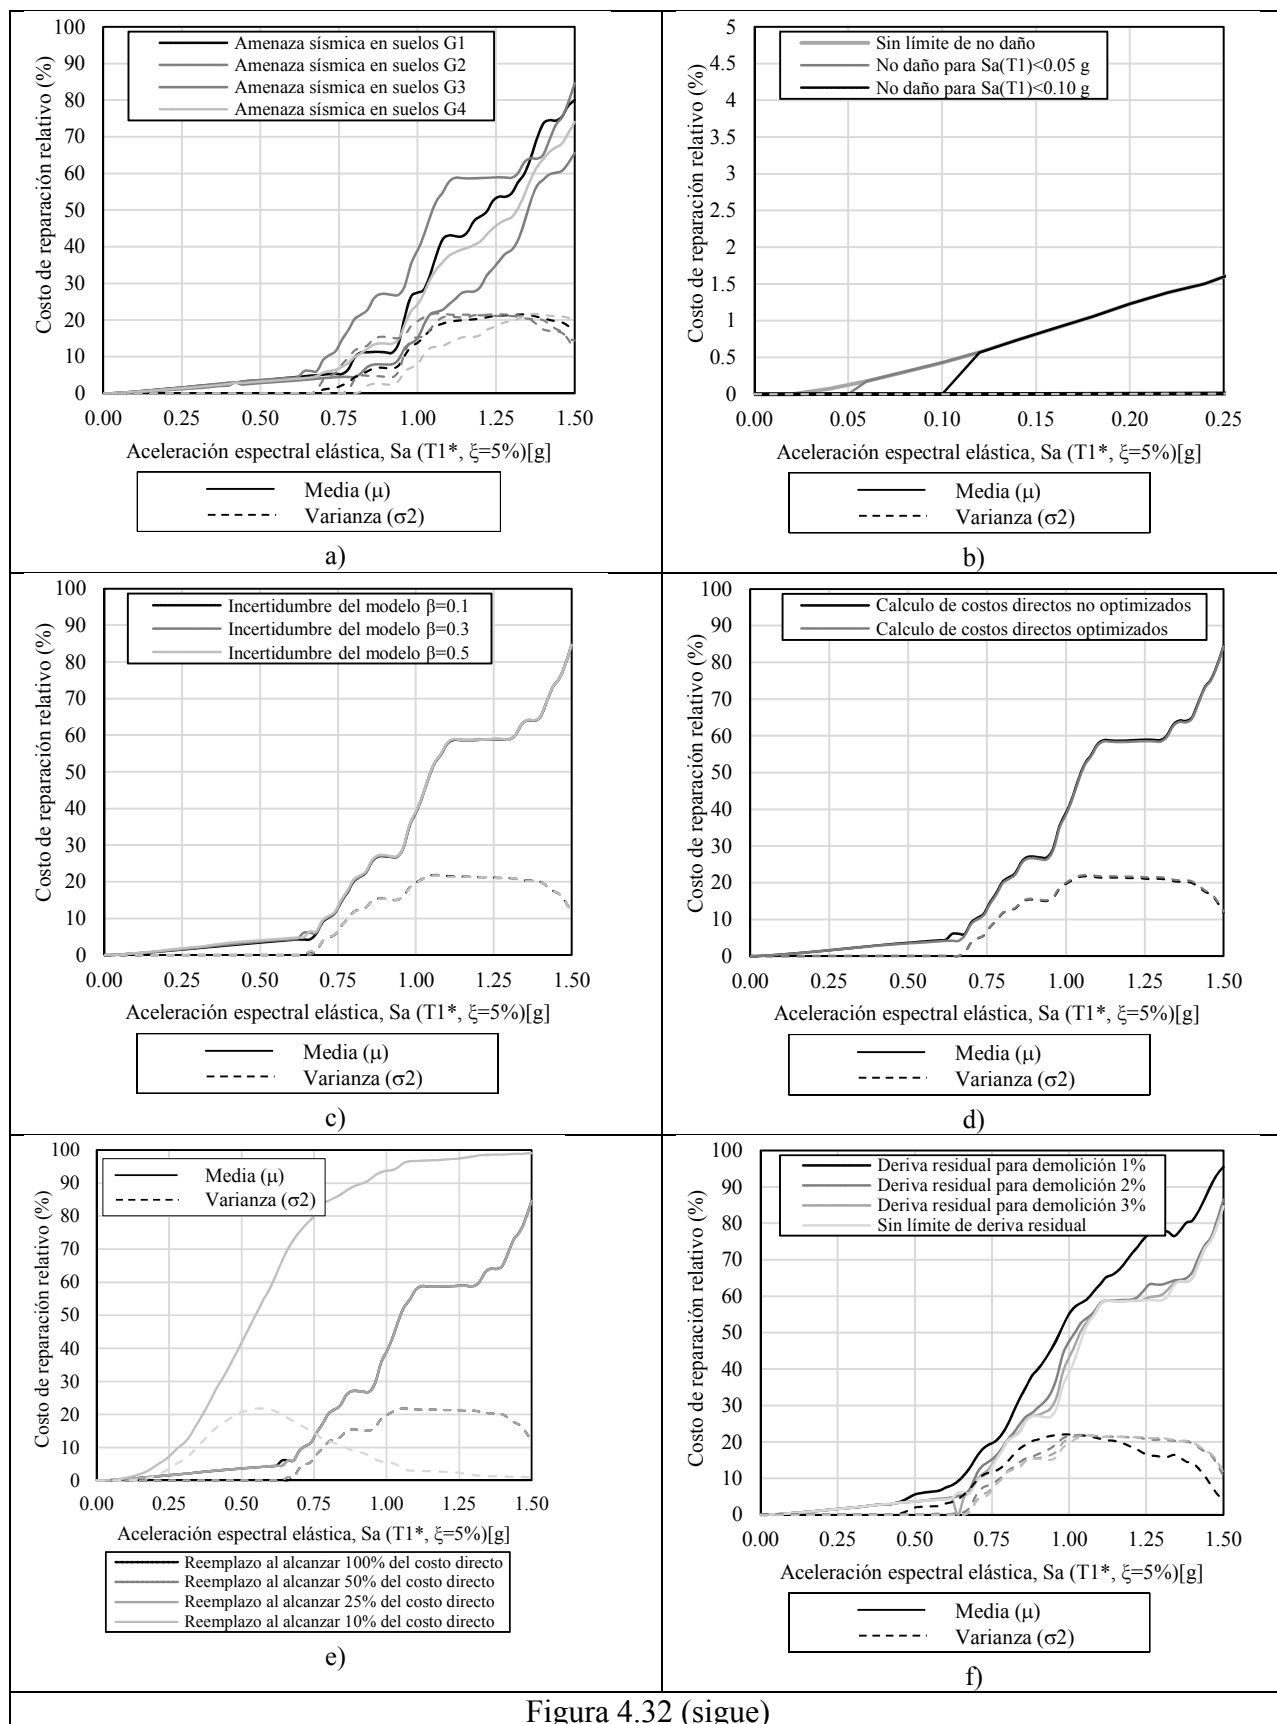 100
90
80
70
60
50
40
30
20
10
0
Costo de reparación relativo (%)
Amenaza sísmica en suelos G1
Amenaza sísmica en suelos G2
Amenaza sísmica en suelos G3
Amenaza sísmica en suelos G4
0.00 0.25 0.50 0.75 1.00 1.25 1.50
Aceleración espectral elástica, Sa (T1*, ξ=5%)[g]
Media (μ)
Varianza (σ2)
a)
5
4.5
4
3.5
3
2.5
2
1.5
1
0.5
0
Costo de reparación relativo (%)
Sin límite de no daño
No daño para Sa(T1)<0.05 g
No daño para Sa(T1)<0.10 g
0.00 0.05 0.10 0.15 0.20 0.25
Aceleración espectral elástica, Sa (T1*, ξ=5%)[g]
Media (μ)
Varianza (σ2)
b)
100
90
80
70
60
50
40
30
20
10
0
Costo de reparación relativo (%)
Incertidumbre del modelo β=0.1
Incertidumbre del modelo β=0.3
Incertidumbre del modelo β=0.5
0.00 0.25 0.50 0.75 1.00 1.25 1.50
Aceleración espectral elástica, Sa (T1*, ξ=5%)[g]
Media (μ)
Varianza (σ2)
c)
100
90
80
70
60
50
40
30
20
10
0
Costo de reparación relativo (%)
Calculo de costos directos no optimizados
Calculo de costos directos optimizados
0.00 0.25 0.50 0.75 1.00 1.25 1.50
Aceleración espectral elástica, Sa (T1*, ξ=5%)[g]
Media (μ)
Varianza (σ2)
d)
100
90
80
70
60
50
40
30
20
10
0
Costo de reparación relativo (%)
Media (μ)
Varianza (σ2)
0.00 0.25 0.50 0.75 1.00 1.25 1.50
Aceleración espectral elástica, Sa (T1*, ξ=5%)[g]
Reemplazo al alcanzar 100% del costo directo
Reemplazo al alcanzar 50% del costo directo
Reemplazo al alcanzar 25% del costo directo
Reemplazo al alcanzar 10% del costo directo
e)
100
90
80
70
60
50
40
30
20
10
0
Costo de reparación relativo (%)
Deriva residual para demolición 1%
Deriva residual para demolición 2%
Deriva residual para demolición 3%
Sin límite de deriva residual
0.00 0.25 0.50 0.75 1.00 1.25 1.50
Aceleración espectral elástica, Sa (T1*, ξ=5%)[g]
Media (μ)
Varianza (σ2)
f)
Figura 4.32 (sigue)